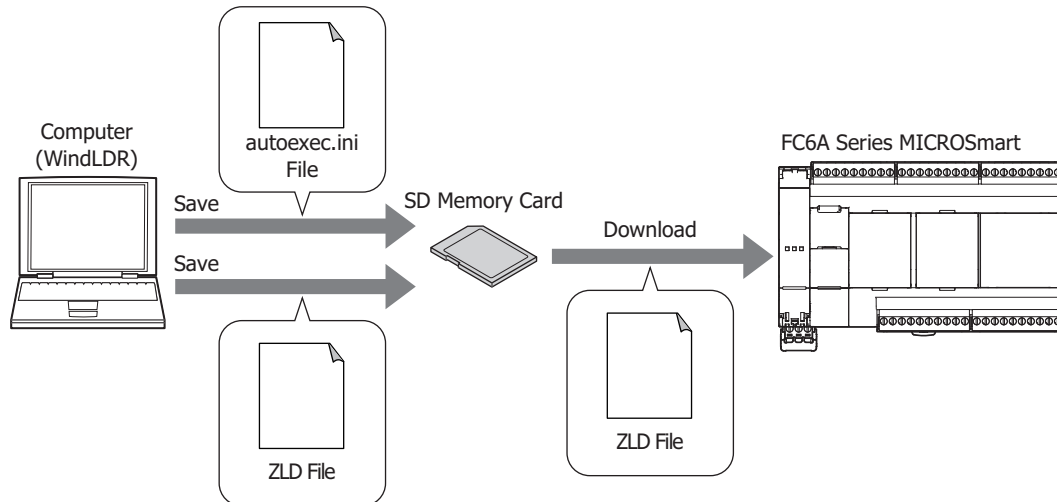 Computer
(WindLDR)
autoexec.ini
File
Save
Save
ZLD File
SD Memory Card
Download
ZLD File
FC6A Series MICROSmart